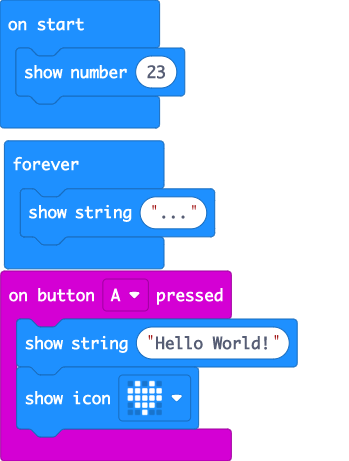 on start
show number 23
forever
show string "..."
on button A pressed
show string "Hello World!"
show icon